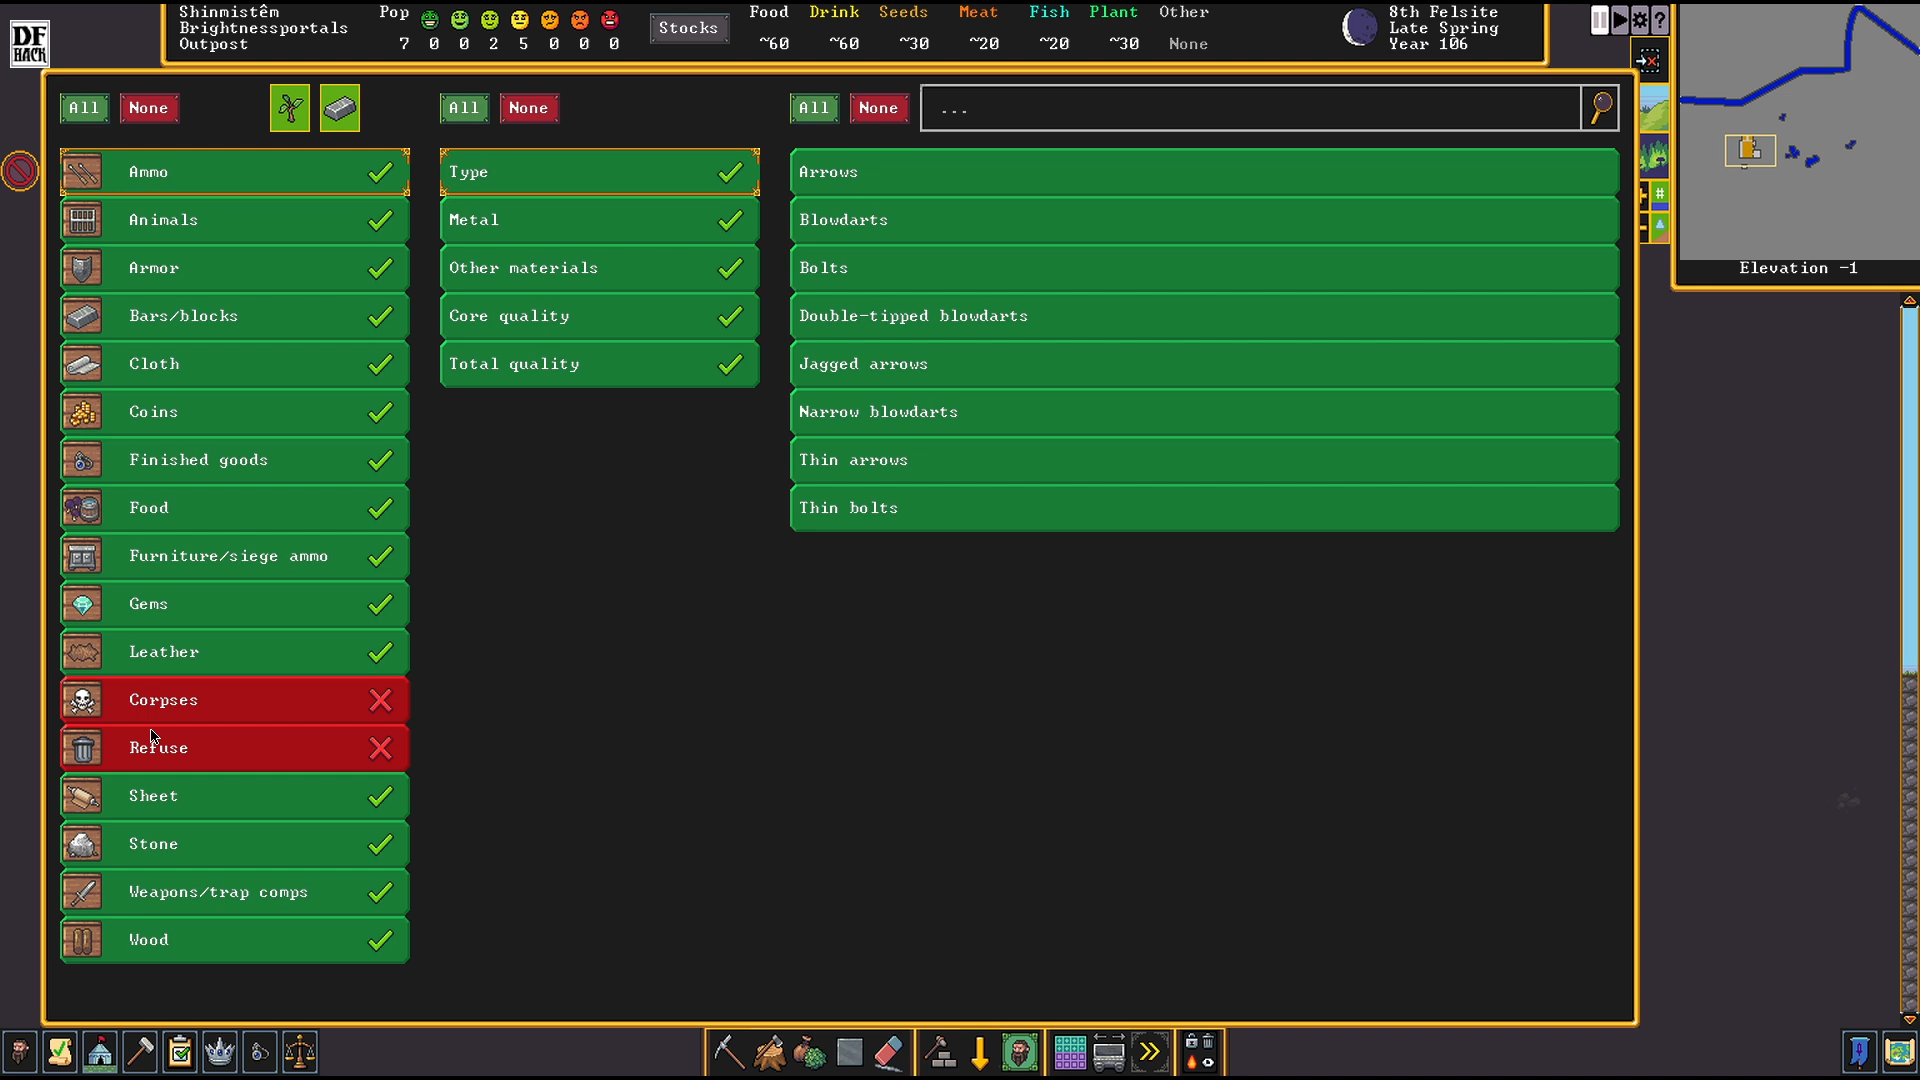 DF
HACK
Shinmistêm
Brightnessportals
Outpost
Pop
7 0 0 2 5 0 0 0
Stocks
Food Drink Seeds Meat Fish Plant Other
~60 ~60 ~30 ~20 ~20 ~30 None
8th Felsite
Late Spring
Year 106
?
Elevation -1
All None
All None
All None ...
Ammo
Animals
Armor
Bars/blocks
Cloth
Coins
Finished goods
Food
Furniture/siege ammo
Gems
Leather
Corpses
Refuse
Sheet
Stone
Weapons/trap comps
Wood
Type
Metal
Other materials
Core quality
Total quality
Arrows
Blowdarts
Bolts
Double-tipped blowdarts
Jagged arrows
Narrow blowdarts
Thin arrows
Thin bolts